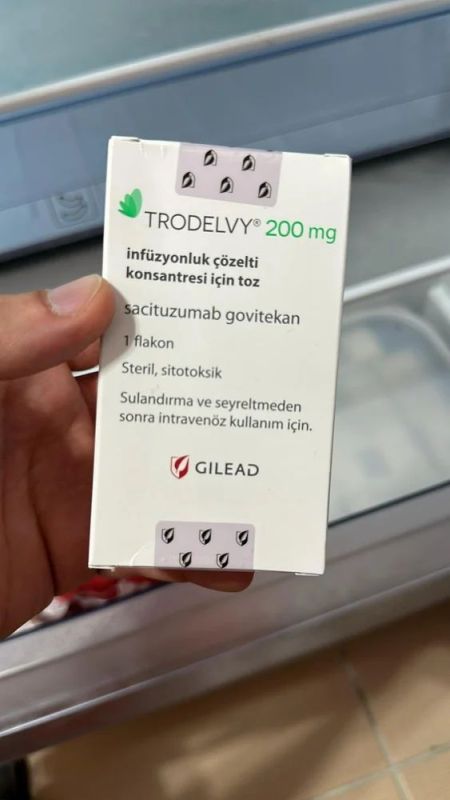 TRODELVY® 200 mg
infüzyonluk çözelti
konsantresi için toz
sacituzumab govitekan
1 flakon
Steril, sitotoksik
Sulandırma ve seyreltmeden
sonra intravenöz kullanım için.
GILEAD